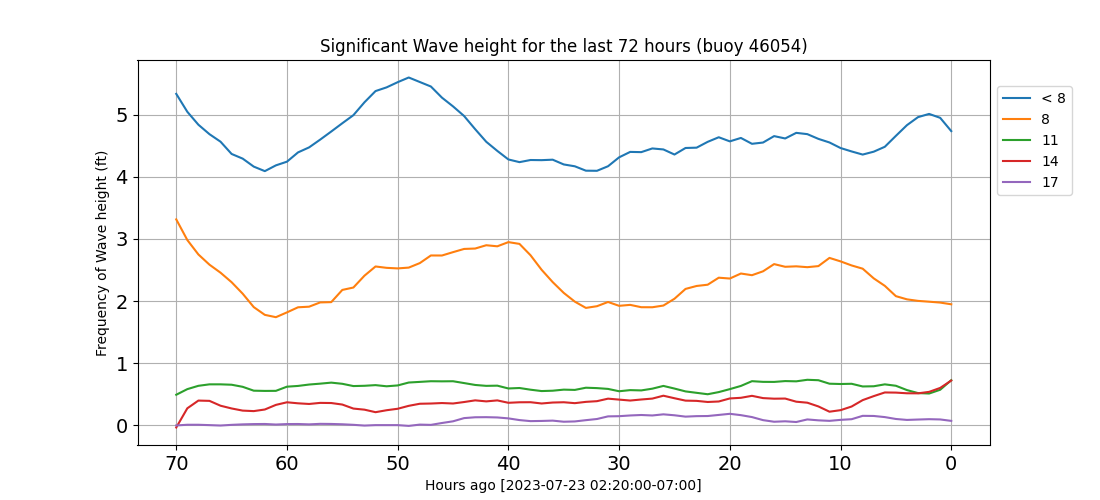 Significant Wave height for the last 72 hours (buoy 46054)
Frequency of Wave height (ft)
5
4
3
2
1
0
70 60 50 40 30 20 10 0
Hours ago [2023-07-23 02:20:00-07:00]
< 8
8
11
14
17